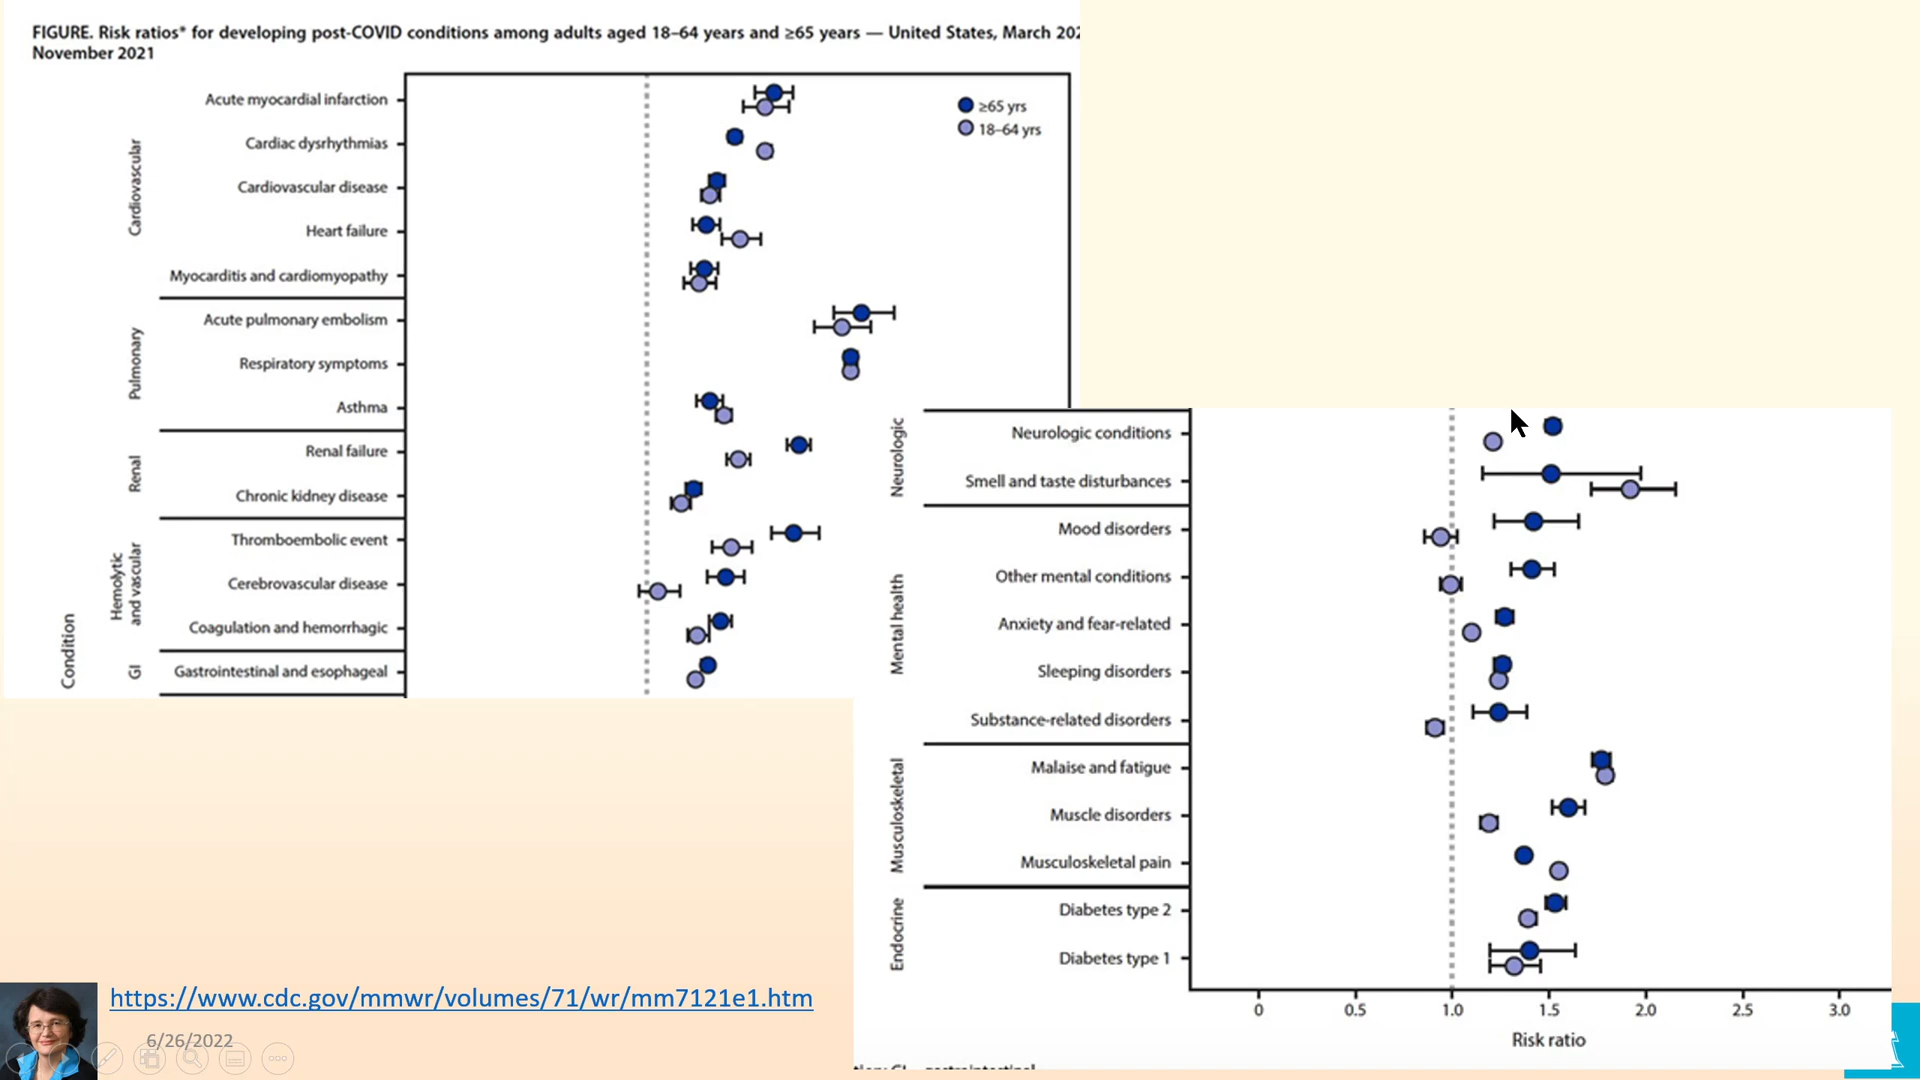 FIGURE. Risk ratios* for developing post-COVID conditions among adults aged 18–64 years and ≥65 years — United States, March 202
November 2021
≥65 yrs
18–64 yrs
Condition
Cardiovascular
Acute myocardial infarction
Cardiac dysrhythmias
Cardiovascular disease
Heart failure
Myocarditis and cardiomyopathy
Pulmonary
Acute pulmonary embolism
Respiratory symptoms
Asthma
Renal
Renal failure
Chronic kidney disease
Hemolytic
and vascular
Thromboembolic event
Cerebrovascular disease
Coagulation and hemorrhagic
GI
Gastrointestinal and esophageal
Neurologic
Neurologic conditions
Smell and taste disturbances
Mental health
Mood disorders
Other mental conditions
Anxiety and fear-related
Sleeping disorders
Substance-related disorders
Musculoskeletal
Malaise and fatigue
Muscle disorders
Musculoskeletal pain
Endocrine
Diabetes type 2
Diabetes type 1
0 0.5 1.0 1.5 2.0 2.5 3.0
Risk ratio
https://www.cdc.gov/mmwr/volumes/71/wr/mm7121e1.htm
6/26/2022